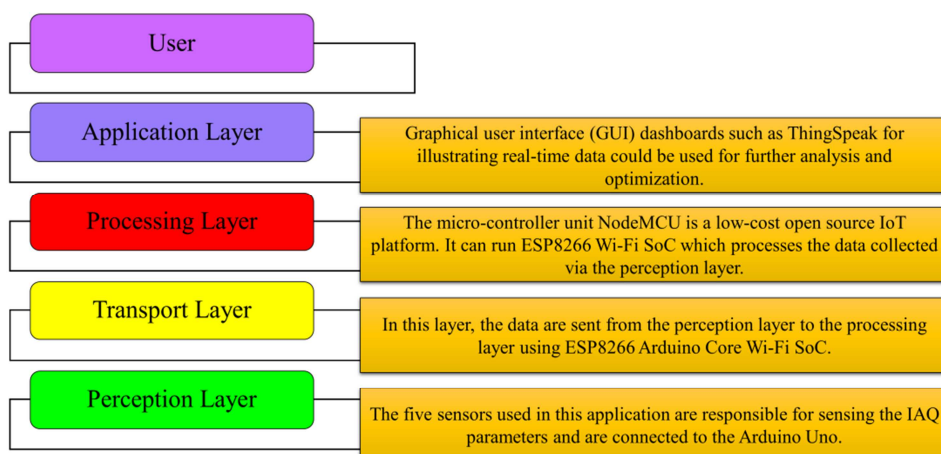 User
Application Layer
Graphical user interface (GUI) dashboards such as ThingSpeak for
illustrating real-time data could be used for further analysis and
optimization.
Processing Layer
The micro-controller unit NodeMCU is a low-cost open source IoT
platform. It can run ESP8266 Wi-Fi SoC which processes the data collected
via the perception layer.
Transport Layer
In this layer, the data are sent from the perception layer to the processing
layer using ESP8266 Arduino Core Wi-Fi SoC.
Perception Layer
The five sensors used in this application are responsible for sensing the IAQ
parameters and are connected to the Arduino Uno.